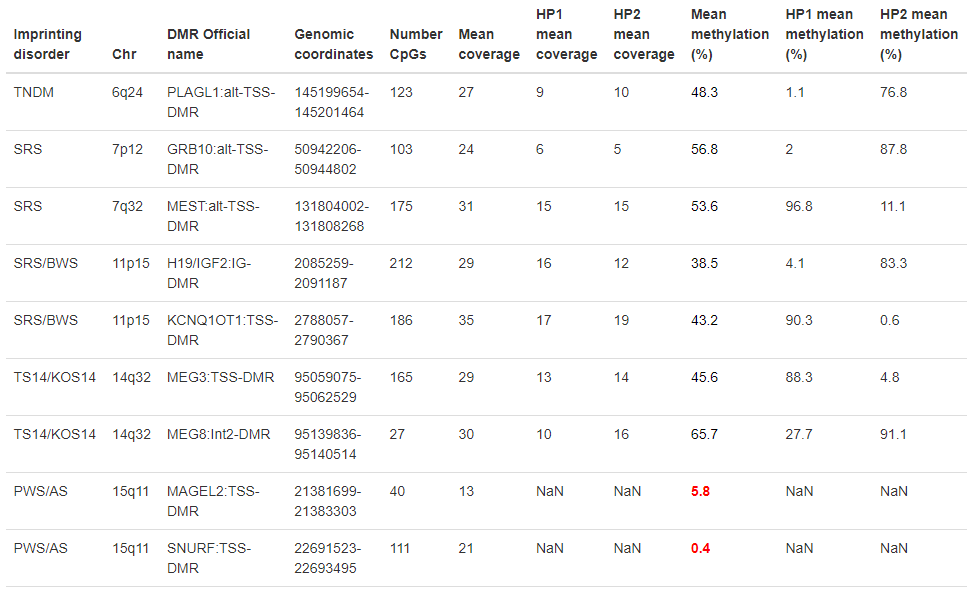 Imprinting disorder Chr DMR Official name Genomic coordinates Number CpGs Mean coverage HP1 mean coverage HP2 mean coverage Mean methylation (%) HP1 mean methylation (%) HP2 mean methylation (%)
TNDM 6q24 PLAGL1:alt-TSS- 145199654- 123 27 9 10 48.3 1.1 76.8
DMR 145201464
SRS 7p12 GRB10:alt-TSS- 50942206- 103 24 6 5 56.8 2 87.8
DMR 50944802
SRS 7q32 MEST:alt-TSS- 131804002- 175 31 15 15 53.6 96.8 11.1
DMR 131808268
SRS/BWS 11p15 H19/IGF2:IG- 2085259- 212 29 16 12 38.5 4.1 83.3
DMR 2091187
SRS/BWS 11p15 KCNQ1OT1:TSS- 2788057- 186 35 17 19 43.2 90.3 0.6
DMR 2790367
TS14/KOS14 14q32 MEG3:TSS-DMR 95059075- 165 29 13 14 45.6 88.3 4.8
95062529
TS14/KOS14 14q32 MEG8:Int2-DMR 95139836- 27 30 10 16 65.7 27.7 91.1
95140514
PWS/AS 15q11 MAGEL2:TSS- 21381699- 40 13 NaN NaN 5.8 NaN NaN
DMR 21383303
PWS/AS 15q11 SNURF:TSS- 22691523- 111 21 NaN NaN 0.4 NaN NaN
DMR 22693495